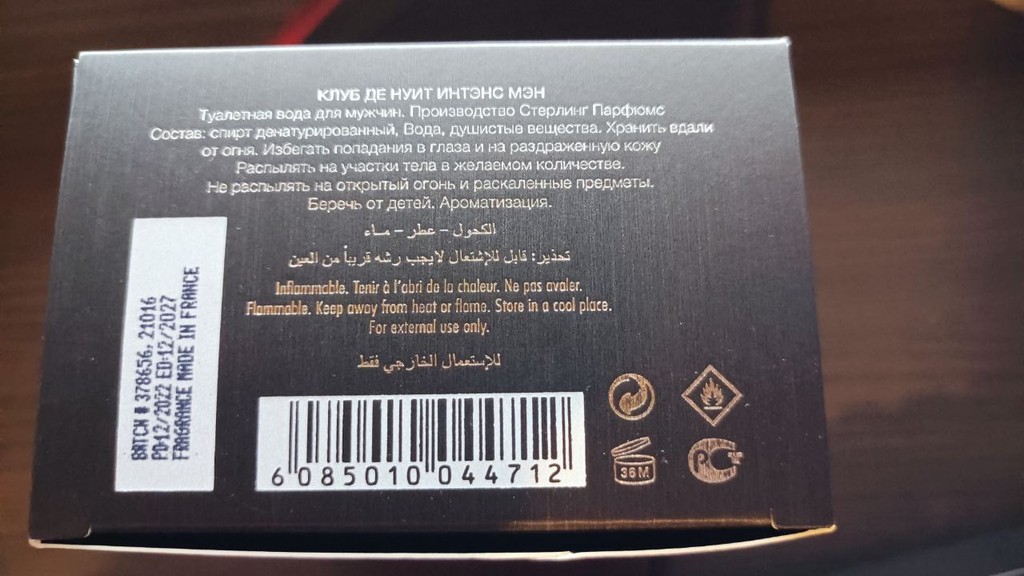 КЛУБ ДЕ НУИТ ИНТЭНС МЭН
Туалетная вода для мужчин. Производство Стерлинг Парфюмс
Состав: спирт денатурированный, Вода, душистые вещества. Хранить вдали
от огня. Избегать попадания в глаза и на раздраженную кожу
Распылять на участки тела в желаемом количестве.
Не распылять на открытый огонь и раскаленные предметы.
Беречь от детей. Ароматизация.
الكحول - عطر - ماء
تحذير: قابل للإشتعال لايجب رشه قريباً من العين
Inflammable. Tenir à l'abri de la chaleur. Ne pas avaler.
Flammable. Keep away from heat or flame. Store in a cool place.
For external use only.
للإستعمال الخارجي فقط
BATCH # 378656, 21016
PD:12/2022 ED:12/2027
FRAGRANCE MADE IN FRANCE
6 085010 044712
36M